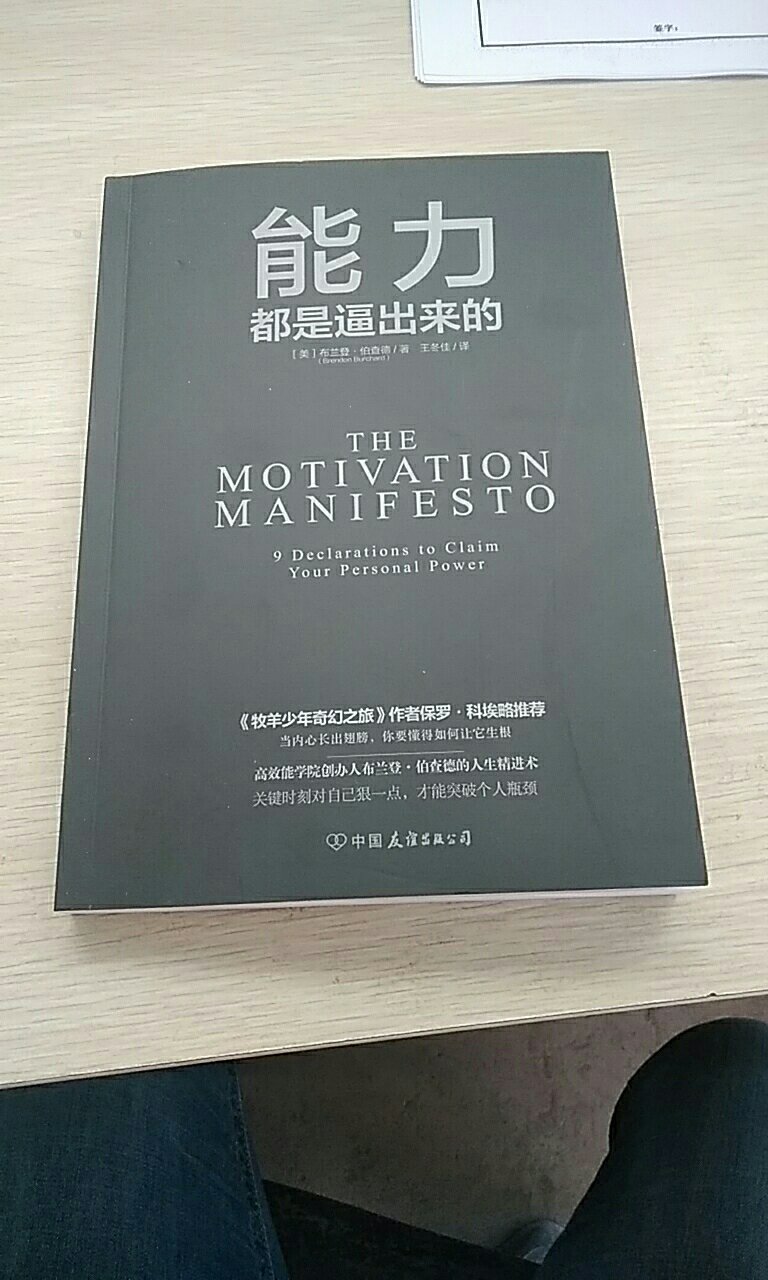 签字:
能力
都是逼出来的
[美]布兰登·伯查德/著 王冬佳/译
(Brendon Burchard)
THE
MOTIVATION
MANIFESTO
9 Declarations to Claim
Your Personal Power
《牧羊少年奇幻之旅》作者保罗·科埃略推荐
当内心长出翅膀，你要懂得如何让它生根
高效能学院创办人布兰登·伯查德的人生精进术
关键时刻对自己狠一点，才能突破个人瓶颈
中国友谊出版公司